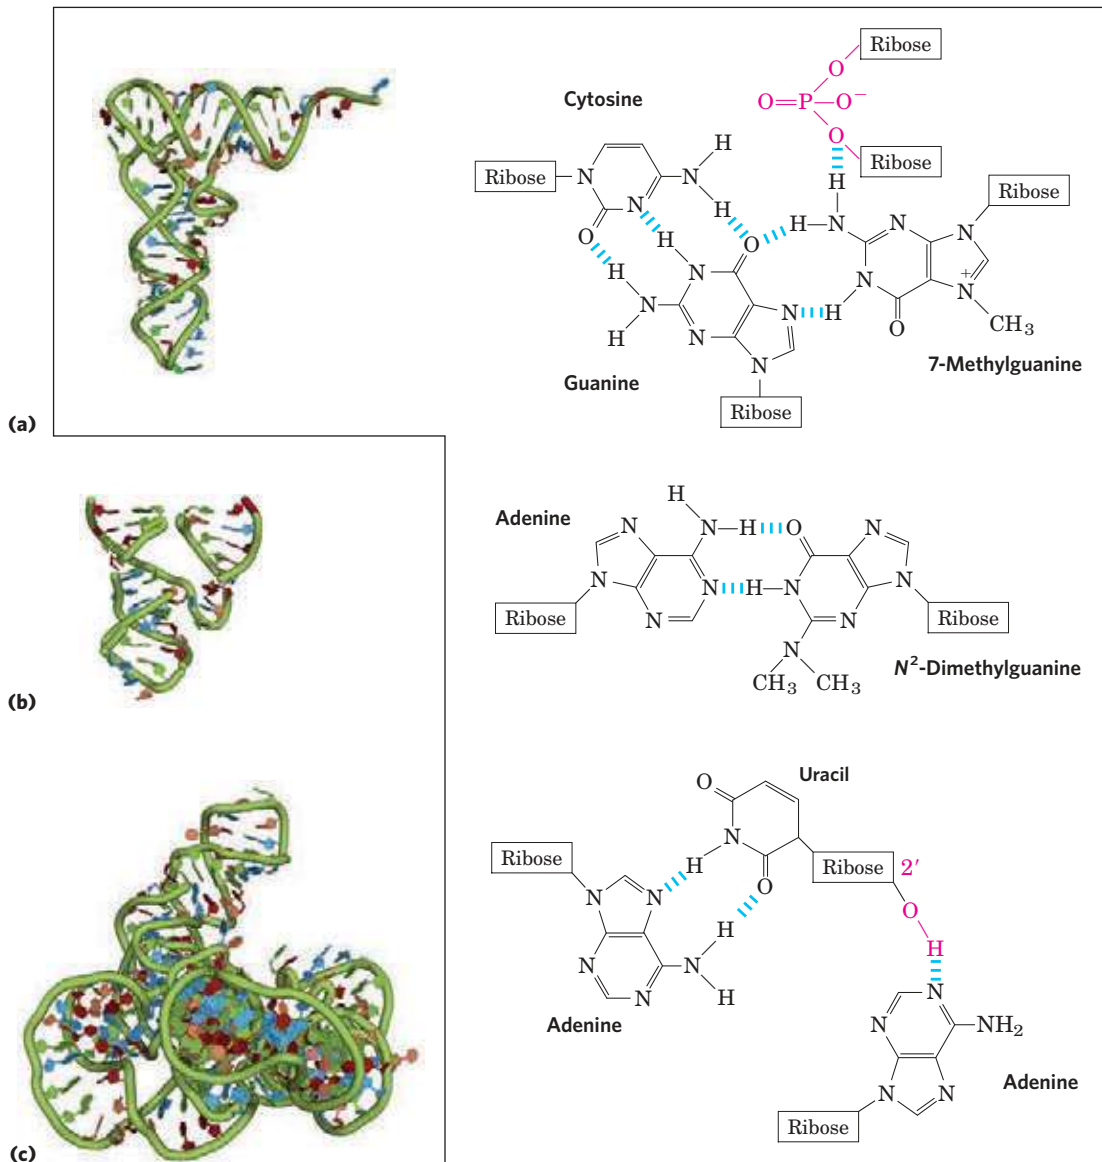 (a)
Cytosine
Ribose
N
O
N
N
H
H
Guanine
H
N
O
H
N
H
N
N
N
Ribose
Ribose
O
O=P—O−
O
Ribose
H
H
N
N
N
Ribose
H
N
O
N
+
CH3
7-Methylguanine
(b)
Adenine
H
N
H
O
N
N
N
H
N
N
N
N
N
Ribose
Ribose
N
CH3 CH3
N2-Dimethylguanine
(c)
Uracil
O
N
H
O
Ribose 2′
O
H
Ribose
N
N
N
N
N
H
H
Adenine
N
N
NH2
N
N
Ribose
Adenine